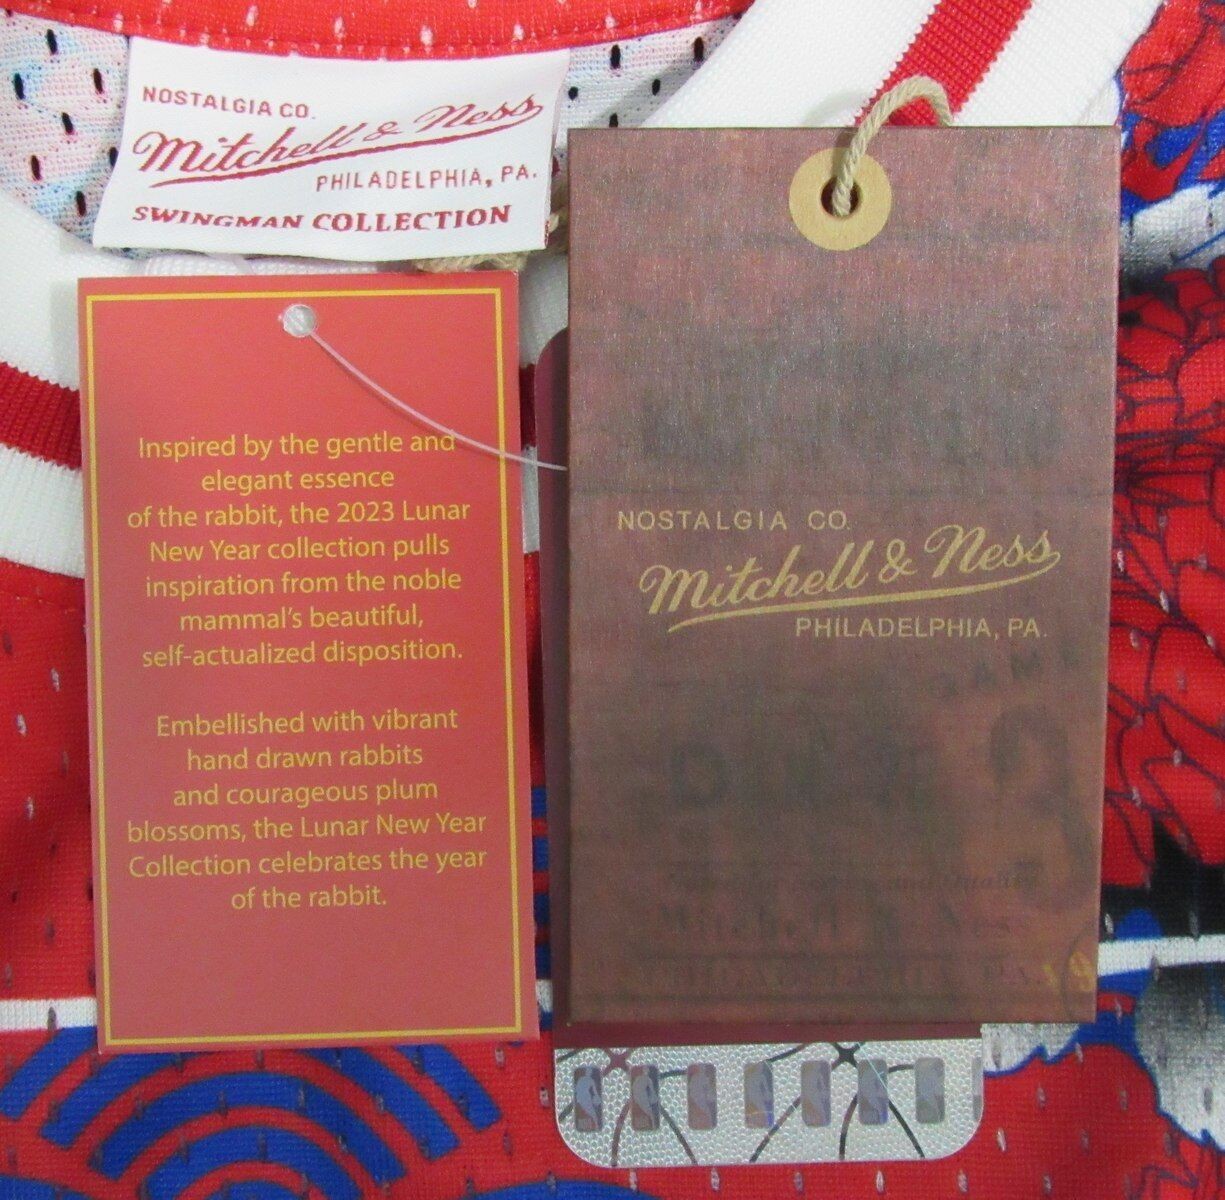 NOSTALGIA CO.
Mitchell & Ness
PHILADELPHIA, PA.
SWINGMAN COLLECTION
Inspired by the gentle and
elegant essence
of the rabbit, the 2023 Lunar
New Year collection pulls
inspiration from the noble
mammal's beautiful,
self-actualized disposition.
Embellished with vibrant
hand drawn rabbits
and courageous plum
blossoms, the Lunar New Year
Collection celebrates the year
of the rabbit.
NOSTALGIA CO.
Mitchell & Ness
PHILADELPHIA, PA.